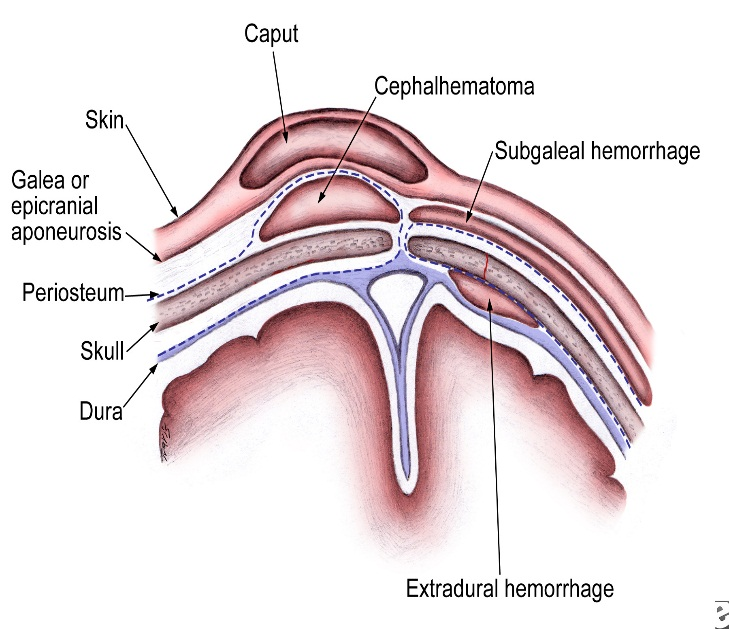 Caput
Cephalhematoma
Skin
Subgaleal hemorrhage
Galea or
epicranial
aponeurosis
Periosteum
Skull
Dura
Extradural hemorrhage